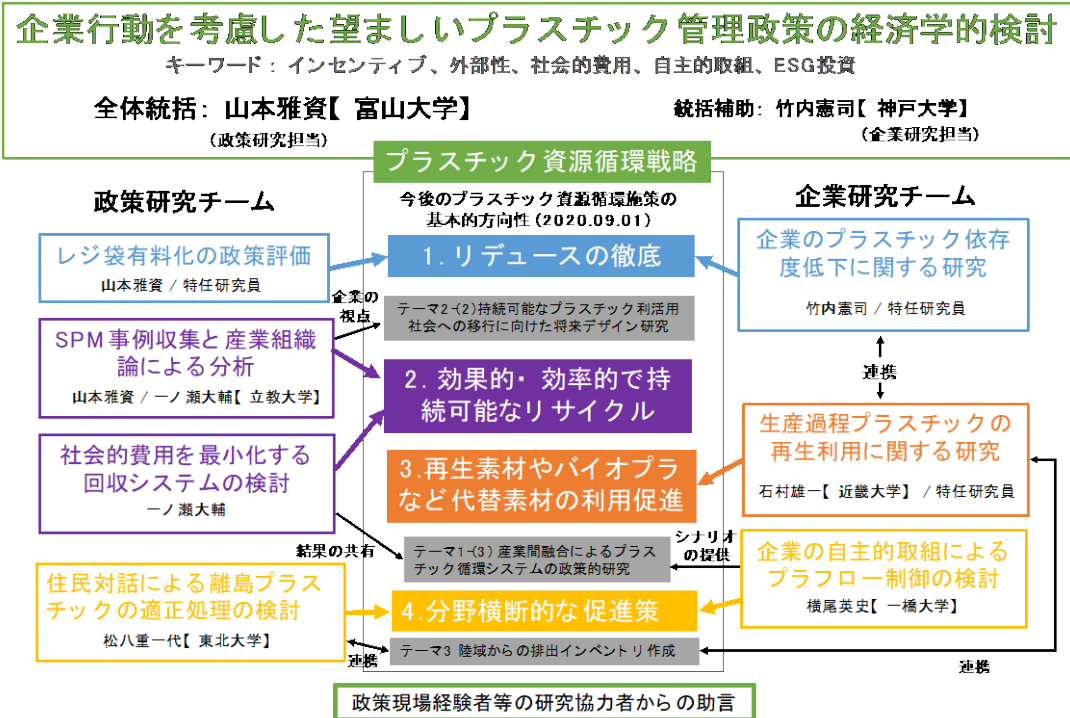 企業行動を考慮した望ましいプラスチック管理政策の経済学的検討
キーワード：インセンティブ、外部性、社会的費用、自主的取組、ESG投資
全体統括：山本雅資【富山大学】
（政策研究担当）
統括補助：竹内憲司【神戸大学】
（企業研究担当）
プラスチック資源循環戦略
政策研究チーム
今後のプラスチック資源循環施策の
基本的方向性（2020.09.01）
企業研究チーム
レジ袋有料化の政策評価
山本雅資 / 特任研究員
1. リデュースの徹底
企業のプラスチック依存
度低下に関する研究
竹内憲司 / 特任研究員
企業の
視点
テーマ2-(2)持続可能なプラスチック利活用
社会への移行に向けた将来デザイン研究
SPM事例収集と産業組織
論による分析
山本雅資 / 一ノ瀬大輔【立教大学】
2. 効果的・効率的で持
続可能なリサイクル
連携
社会的費用を最小化する
回収システムの検討
一ノ瀬大輔
3.再生素材やバイオプラ
など代替素材の利用促進
生産過程プラスチックの
再生利用に関する研究
石村雄一【近畿大学】 / 特任研究員
結果の共有
テーマ1-(3) 産業間融合によるプラス
チック循環システムの政策的研究
シナリオ
の提供
企業の自主的取組による
プラフロー制御の検討
横尾英史【一橋大学】
住民対話による離島プラス
チックの適正処理の検討
松八重一代【東北大学】
4.分野横断的な促進策
連携
テーマ3 陸域からの排出インベントリ作成
連携
政策現場経験者等の研究協力者からの助言